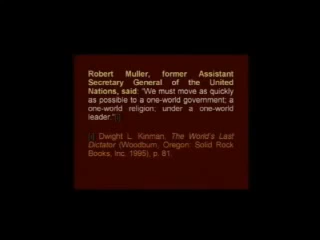 Robert Muller, former Assistant
Secretary General of the United
Nations, said: "We must move as quickly
as possible to a one-world government; a
one-world religion; under a one-world
leader."[i]
[i] Dwight L. Kinman, The World's Last
Dictator (Woodburn, Oregon: Solid Rock
Books, Inc. 1995), p. 81.